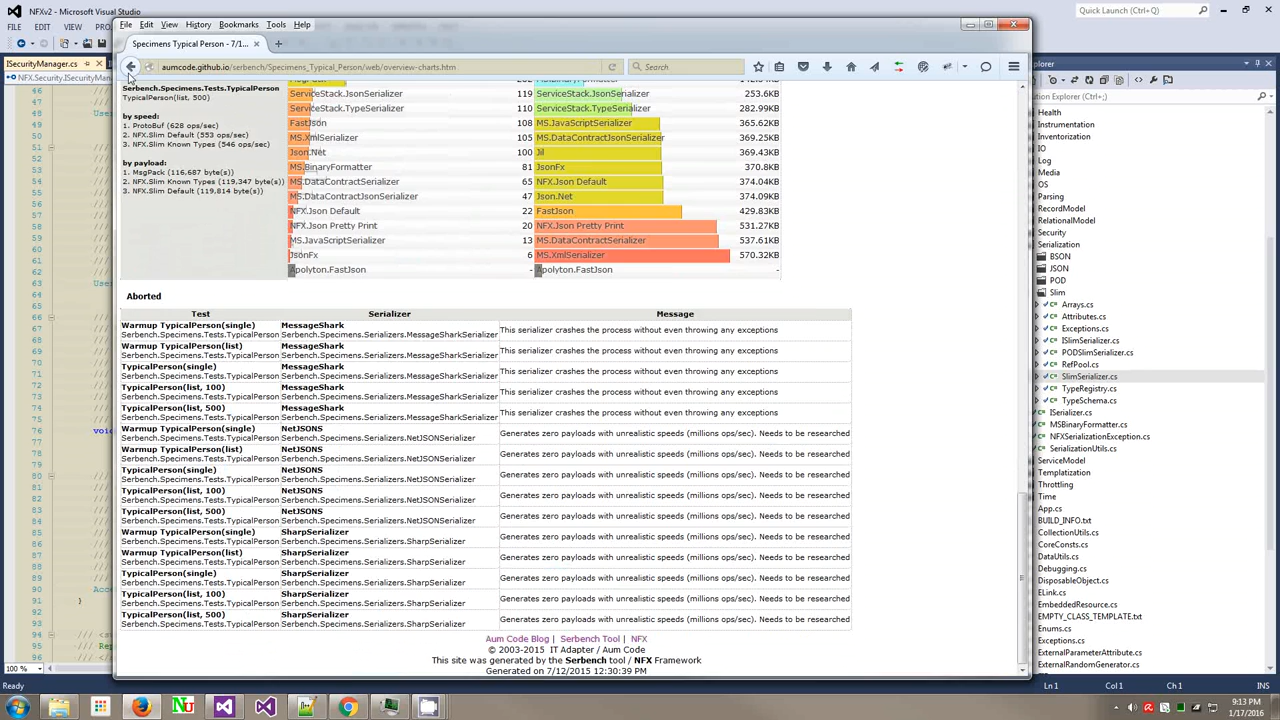 NFXv2 - Microsoft Visual Studio
Quick Launch (Ctrl+Q)
FILE EDIT VIEW
File Edit View History Bookmarks Tools Help
Specimens Typical Person - 7/1...
aumcode.github.io/serbench/Specimens_Typical_Person/web/overview-charts.htm
Search
ISecurityManager.cs
NFX.Security.ISecurityMan
Serbench.Specimens.Tests.TypicalPerson
TypicalPerson(list, 500)
by speed:
1. ProtoBuf (628 ops/sec)
2. NFX.Slim Default (553 ops/sec)
3. NFX.Slim Known Types (546 ops/sec)
by payload:
1. MsgPack (116,687 byte(s))
2. NFX.Slim Known Types (119,347 byte(s))
3. NFX.Slim Default (119,814 byte(s))
ServiceStack.JsonSerializer 119
ServiceStack.TypeSerializer 110
FastJson 108
MS.XmlSerializer 105
Json.Net 100
MS.BinaryFormatter 81
MS.DataContractSerializer 65
MS.DataContractJsonSerializer 47
NFX.Json Default 22
NFX.Json Pretty Print 20
MS.JavaScriptSerializer 13
JsonFx 6
Apolyton.FastJson -
ServiceStack.JsonSerializer 253.6KB
ServiceStack.TypeSerializer 282.99KB
MS.JavaScriptSerializer 365.62KB
MS.DataContractJsonSerializer 369.25KB
Jil 369.43KB
JsonFx 370.8KB
NFX.Json Default 374.04KB
Json.Net 374.09KB
FastJson 429.83KB
NFX.Json Pretty Print 531.27KB
MS.DataContractSerializer 537.61KB
MS.XmlSerializer 570.32KB
Apolyton.FastJson -
Aborted
Test Serializer Message
Warmup TypicalPerson(single) MessageShark
Serbench.Specimens.Tests.TypicalPerson Serbench.Specimens.Serializers.MessageSharkSerializer
This serializer crashes the process without even throwing any exceptions
Warmup TypicalPerson(list) MessageShark
Serbench.Specimens.Tests.TypicalPerson Serbench.Specimens.Serializers.MessageSharkSerializer
This serializer crashes the process without even throwing any exceptions
TypicalPerson(single) MessageShark
Serbench.Specimens.Tests.TypicalPerson Serbench.Specimens.Serializers.MessageSharkSerializer
This serializer crashes the process without even throwing any exceptions
TypicalPerson(list, 100) MessageShark
Serbench.Specimens.Tests.TypicalPerson Serbench.Specimens.Serializers.MessageSharkSerializer
This serializer crashes the process without even throwing any exceptions
TypicalPerson(list, 500) MessageShark
Serbench.Specimens.Tests.TypicalPerson Serbench.Specimens.Serializers.MessageSharkSerializer
This serializer crashes the process without even throwing any exceptions
Warmup TypicalPerson(single) NetJSONS
Serbench.Specimens.Tests.TypicalPerson Serbench.Specimens.Serializers.NetJSONSerializer
Generates zero payloads with unrealistic speeds (millions ops/sec). Needs to be researched
Warmup TypicalPerson(list) NetJSONS
Serbench.Specimens.Tests.TypicalPerson Serbench.Specimens.Serializers.NetJSONSerializer
Generates zero payloads with unrealistic speeds (millions ops/sec). Needs to be researched
TypicalPerson(single) NetJSONS
Serbench.Specimens.Tests.TypicalPerson Serbench.Specimens.Serializers.NetJSONSerializer
Generates zero payloads with unrealistic speeds (millions ops/sec). Needs to be researched
TypicalPerson(list, 100) NetJSONS
Serbench.Specimens.Tests.TypicalPerson Serbench.Specimens.Serializers.NetJSONSerializer
Generates zero payloads with unrealistic speeds (millions ops/sec). Needs to be researched
TypicalPerson(list, 500) NetJSONS
Serbench.Specimens.Tests.TypicalPerson Serbench.Specimens.Serializers.NetJSONSerializer
Generates zero payloads with unrealistic speeds (millions ops/sec). Needs to be researched
Warmup TypicalPerson(single) SharpSerializer
Serbench.Specimens.Tests.TypicalPerson Serbench.Specimens.Serializers.SharpSerializer
Generates zero payloads with unrealistic speeds (millions ops/sec). Needs to be researched
Warmup TypicalPerson(list) SharpSerializer
Serbench.Specimens.Tests.TypicalPerson Serbench.Specimens.Serializers.SharpSerializer
Generates zero payloads with unrealistic speeds (millions ops/sec). Needs to be researched
TypicalPerson(single) SharpSerializer
Serbench.Specimens.Tests.TypicalPerson Serbench.Specimens.Serializers.SharpSerializer
Generates zero payloads with unrealistic speeds (millions ops/sec). Needs to be researched
TypicalPerson(list, 100) SharpSerializer
Serbench.Specimens.Tests.TypicalPerson Serbench.Specimens.Serializers.SharpSerializer
Generates zero payloads with unrealistic speeds (millions ops/sec). Needs to be researched
TypicalPerson(list, 500) SharpSerializer
Serbench.Specimens.Tests.TypicalPerson Serbench.Specimens.Serializers.SharpSerializer
Generates zero payloads with unrealistic speeds (millions ops/sec). Needs to be researched
Aum Code Blog | Serbench Tool | NFX
© 2003-2015 IT Adapter / Aum Code
This site was generated by the Serbench tool / NFX Framework
Generated on 7/12/2015 12:30:39 PM
Health
Instrumentation
Inventorization
IO
Log
Media
OS
Parsing
RecordModel
RelationalModel
Security
Serialization
BSON
JSON
POD
Slim
Arrays.cs
Attributes.cs
Exceptions.cs
ISlimSerializer.cs
PODSlimSerializer.cs
RefPool.cs
SlimSerializer.cs
TypeRegistry.cs
TypeSchema.cs
ISerializer.cs
MSBinaryFormatter.cs
NFXSerializationException.cs
SerializationUtils.cs
ServiceModel
Templatization
Throttling
Time
App.cs
BUILD_INFO.txt
CoreConsts.cs
DataUtils.cs
Debugging.cs
DisposableObject.cs
ELink.cs
EmbeddedResource.cs
EMPTY_CLASS_TEMPLATE.txt
Enums.cs
Exceptions.cs
ExternalParameterAttribute.cs
ExternalRandomGenerator.cs
100 %
Ready
Ln 1 Col 1 Ch 1 INS
9:13 PM
1/17/2016